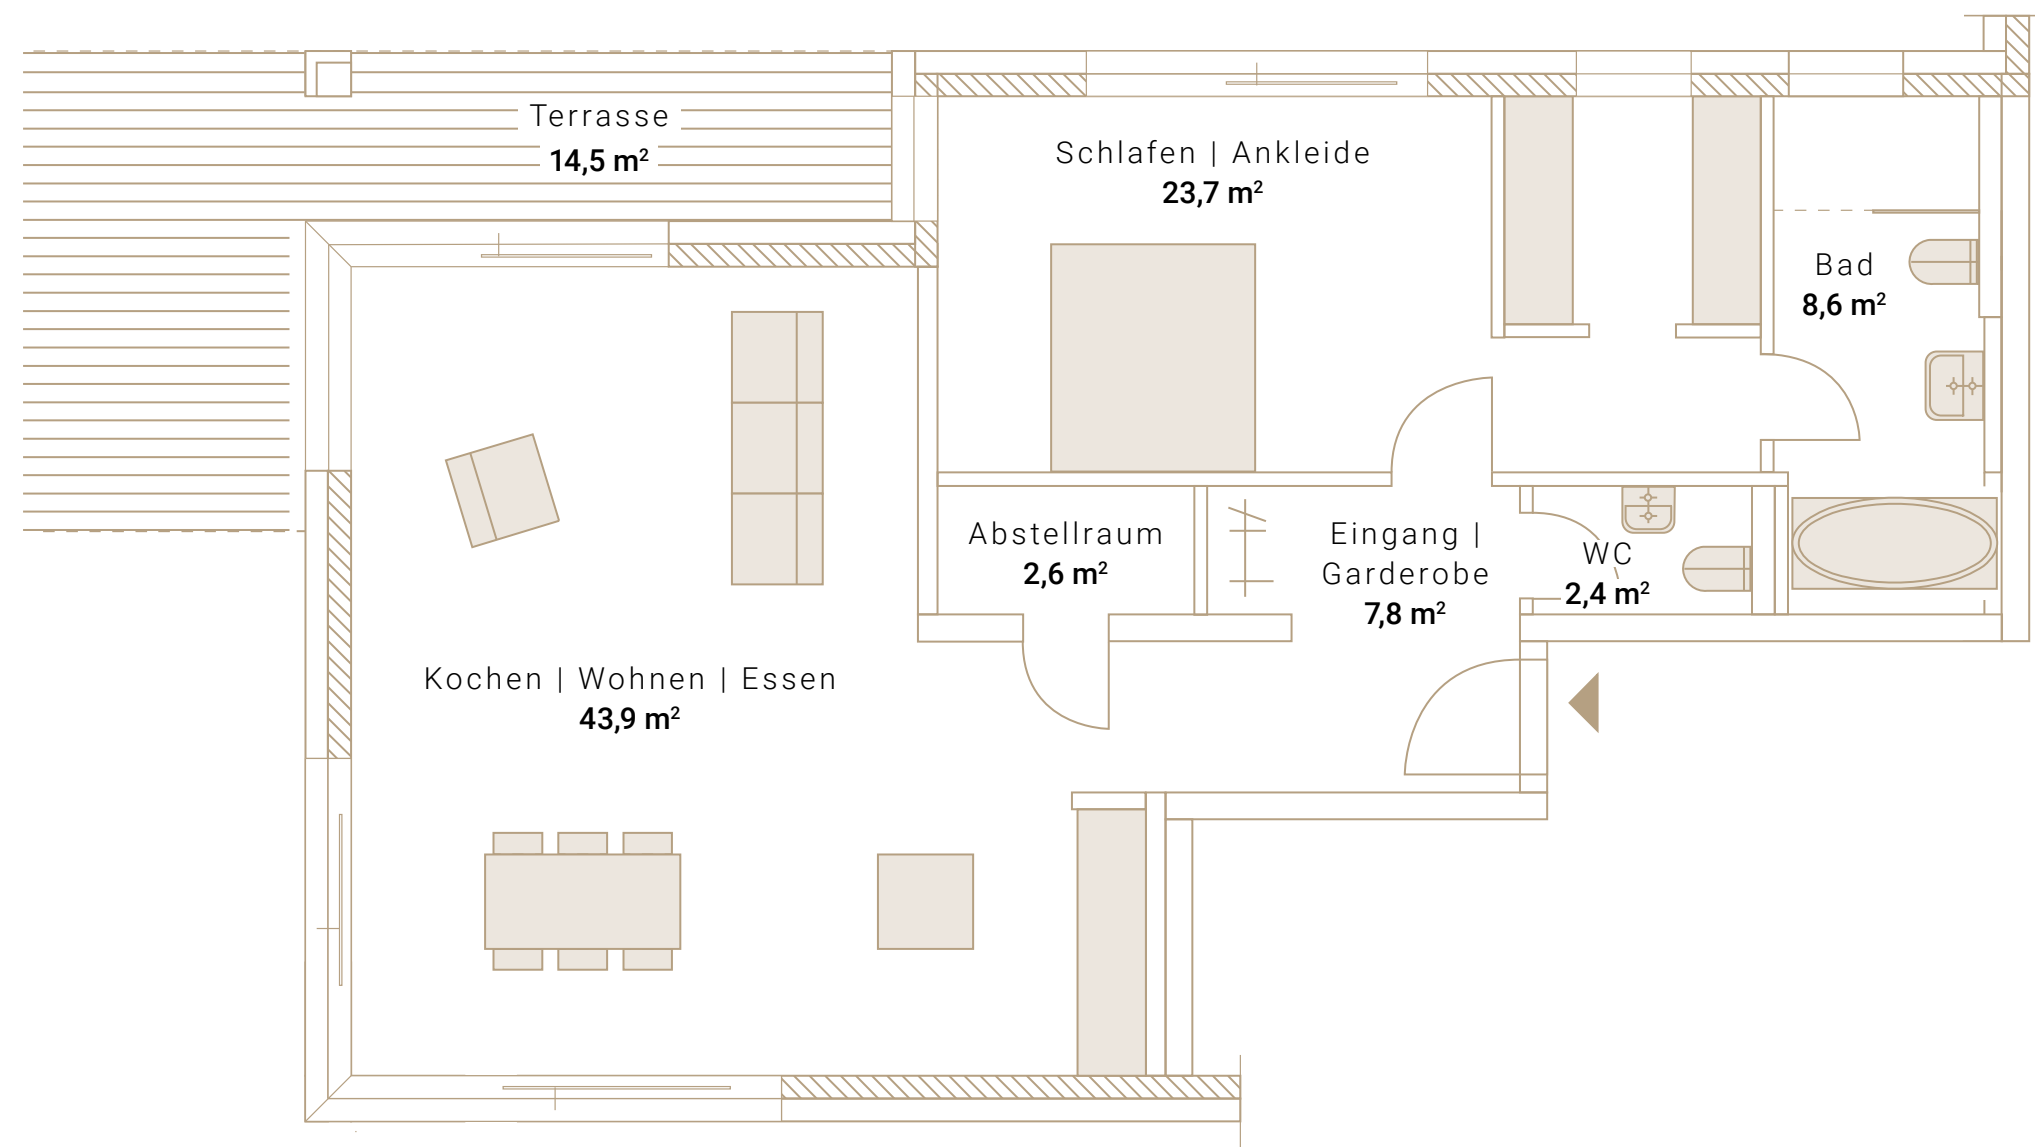 Terrasse
14,5 m²
Schlafen | Ankleide
23,7 m²
Bad
8,6 m²
Abstellraum
2,6 m²
Eingang |
Garderobe
7,8 m²
WC
2,4 m²
Kochen | Wohnen | Essen
43,9 m²